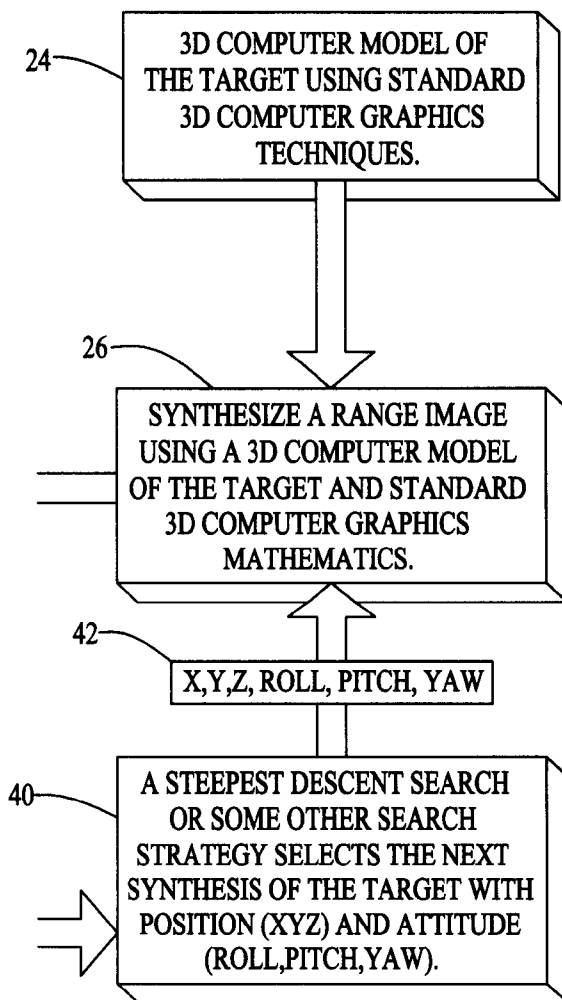 24
3D COMPUTER MODEL OF
THE TARGET USING STANDARD
3D COMPUTER GRAPHICS
TECHNIQUES.
26
SYNTHESIZE A RANGE IMAGE
USING A 3D COMPUTER MODEL
OF THE TARGET AND STANDARD
3D COMPUTER GRAPHICS
MATHEMATICS.
42
X,Y,Z, ROLL, PITCH, YAW
40
A STEEPEST DESCENT SEARCH
OR SOME OTHER SEARCH
STRATEGY SELECTS THE NEXT
SYNTHESIS OF THE TARGET WITH
POSITION (XYZ) AND ATTITUDE
(ROLL,PITCH,YAW).